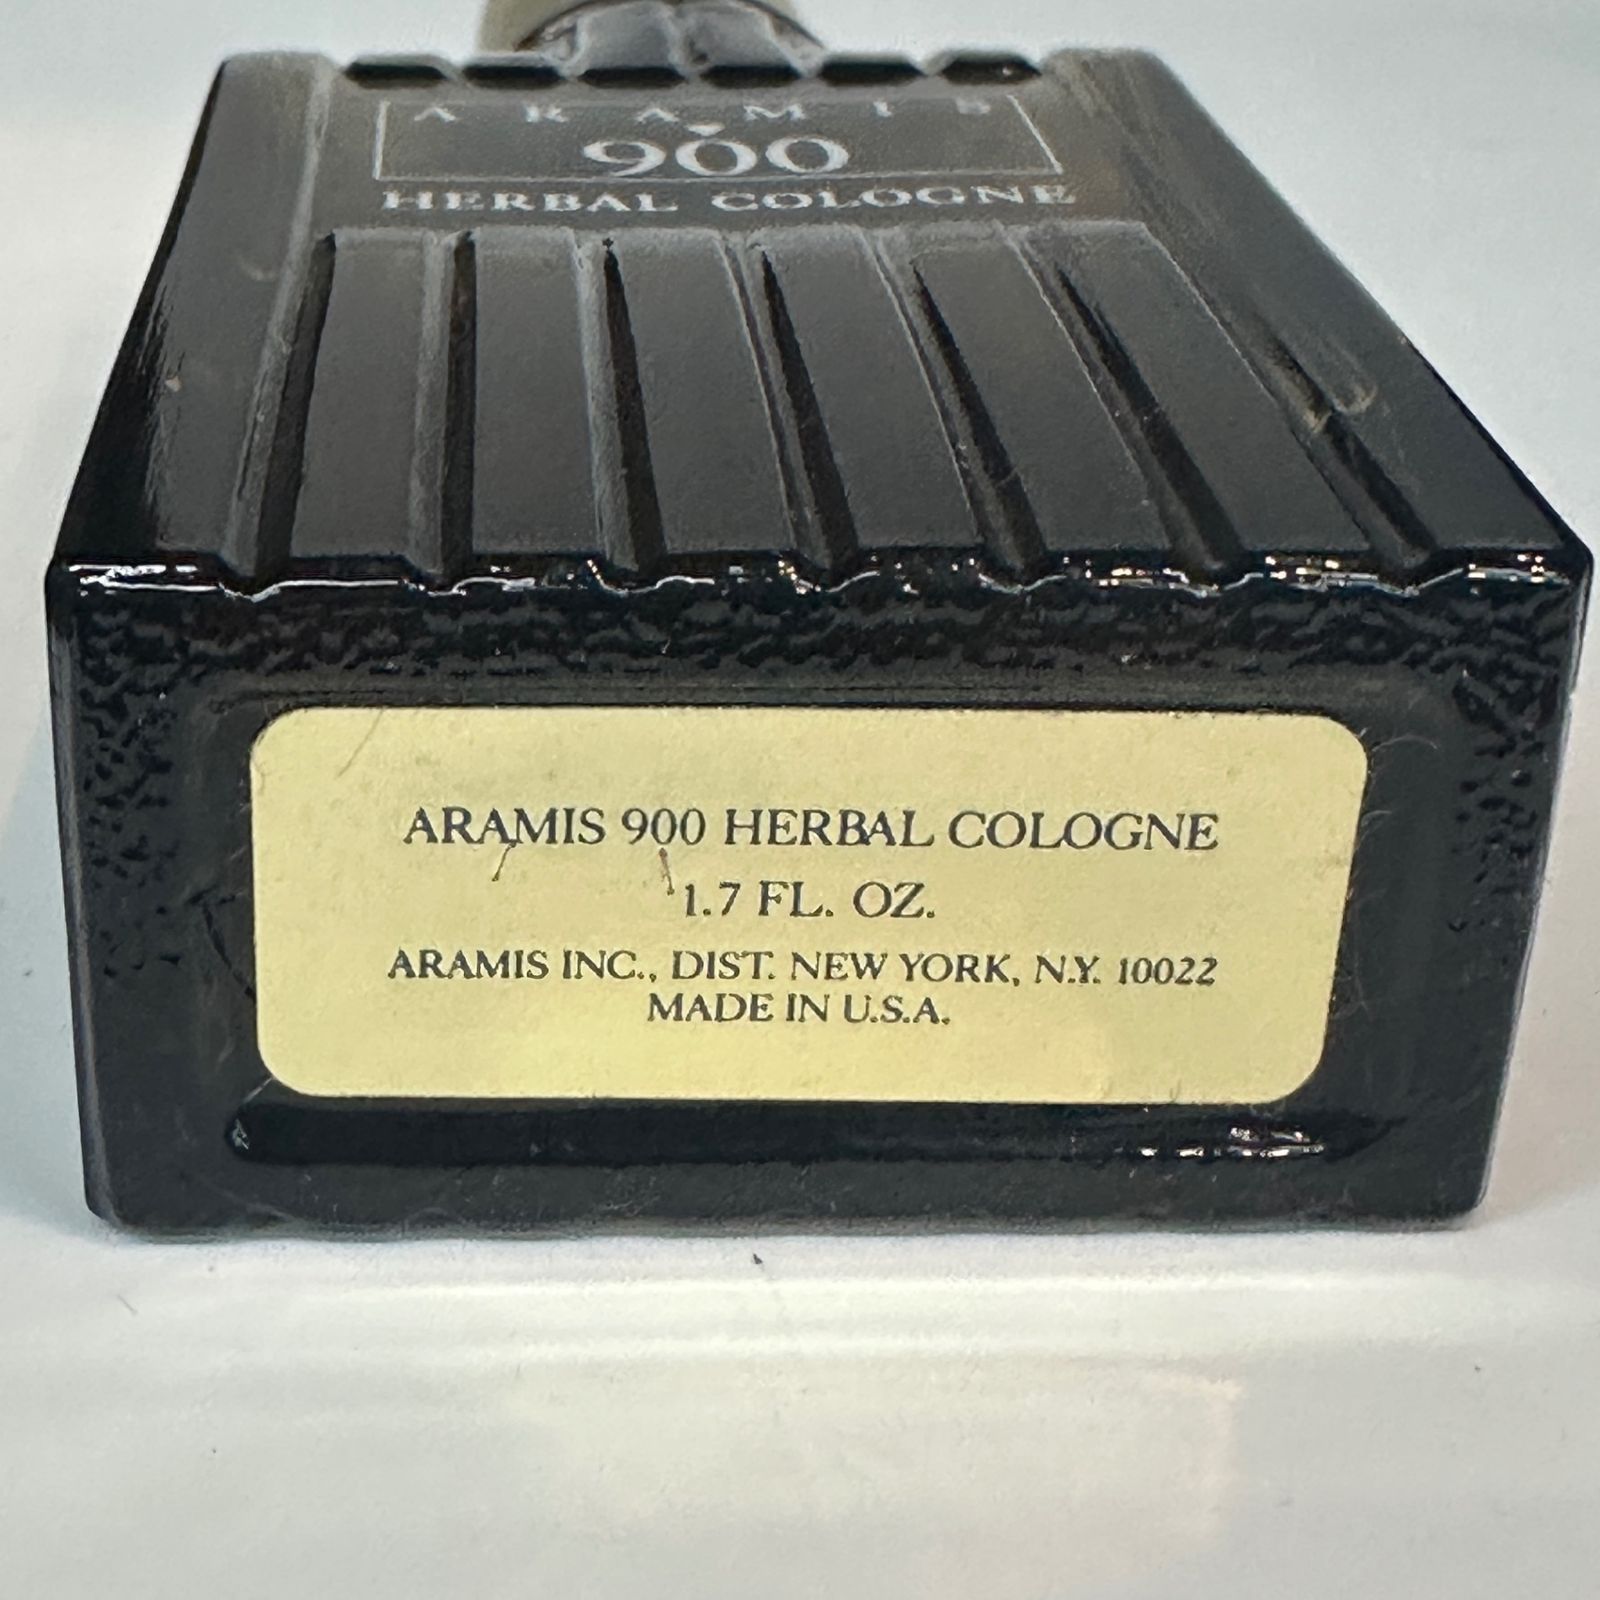 ARAMIS
900
HERBAL COLOGNE
ARAMIS 900 HERBAL COLOGNE
1.7 FL. OZ.
ARAMIS INC., DIST. NEW YORK, N.Y. 10022
MADE IN U.S.A.